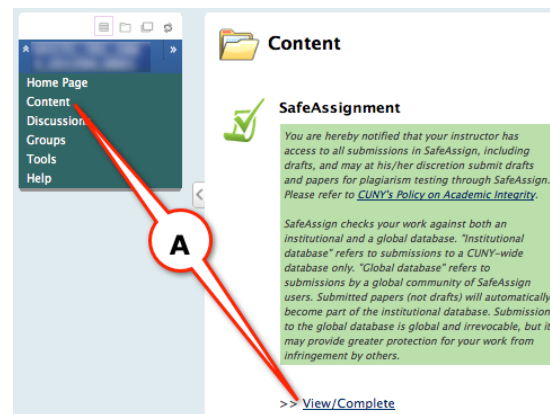 Home Page
Content
Discussions
Groups
Tools
Help
Content
SafeAssignment
You are hereby notified that your instructor has
access to all submissions in SafeAssign, including
drafts, and may at his/her discretion submit drafts
and papers for plagiarism testing through SafeAssign.
Please refer to CUNY's Policy on Academic Integrity.
SafeAssign checks your work against both an
institutional and a global database. "Institutional
database" refers to submissions to a CUNY-wide
database only. "Global database" refers to
submissions by a global community of SafeAssign
users. Submitted papers (not drafts) will automatically
become part of the institutional database. Submission
to the global database is global and irrevocable, but it
may provide greater protection for your work from
infringement by others.
A
>> View/Complete